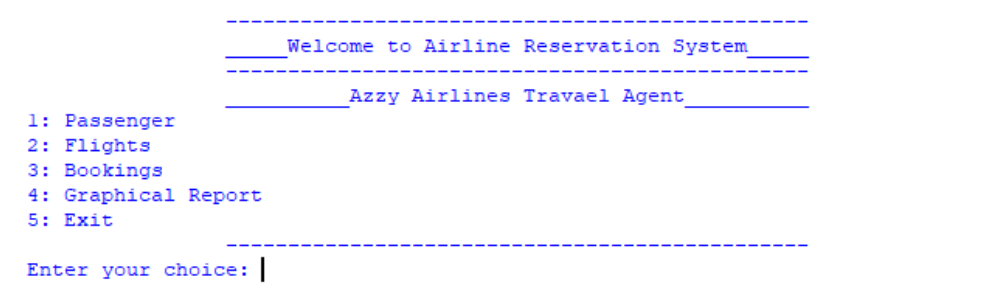 -----------------------------------------------
_____Welcome to Airline Reservation System_____
-----------------------------------------------
__________Azzy Airlines Travael Agent__________
1: Passenger
2: Flights
3: Bookings
4: Graphical Report
5: Exit
-----------------------------------------------
Enter your choice: